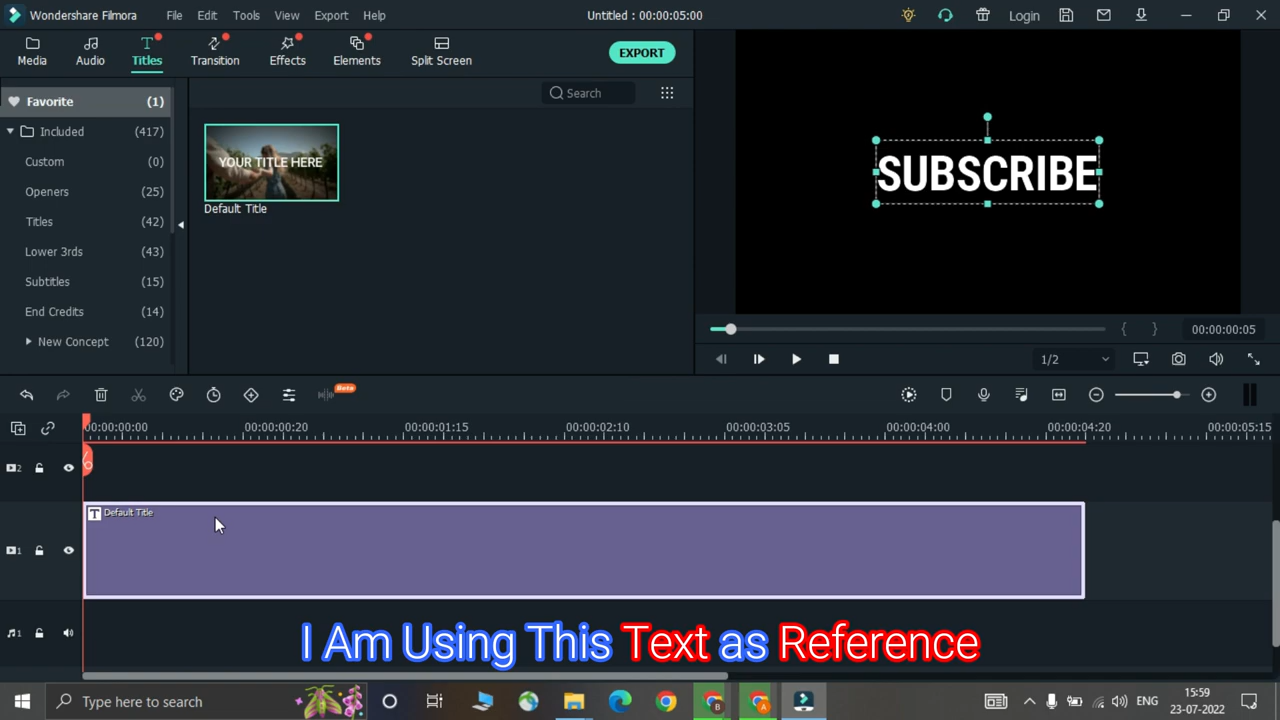 Wondershare Filmora File Edit Tools View Export Help Untitled : 00:00:05:00 Login
Media Audio Titles Transition Effects Elements Split Screen EXPORT
Favorite (1)
Included (417)
Custom (0)
Openers (25)
Titles (42)
Lower 3rds (43)
Subtitles (15)
End Credits (14)
New Concept (120)
Search
YOUR TITLE HERE
Default Title
SUBSCRIBE
{ } 00:00:00:05
1/2
Beta
00:00:00:00 00:00:00:20 00:00:01:15 00:00:02:10 00:00:03:05 00:00:04:00 00:00:04:20 00:00:05:15
2
T Default Title
1
1
I Am Using This Text as Reference
Type here to search
B A
ENG
15:59
23-07-2022